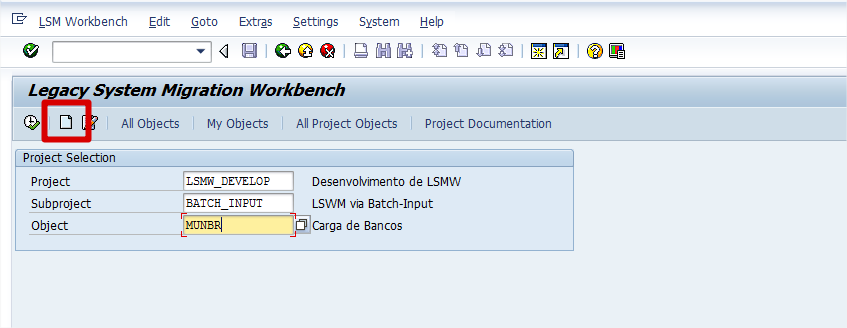 LSM Workbench Edit Goto Extras Settings System Help
Legacy System Migration Workbench
All Objects My Objects All Project Objects Project Documentation
Project Selection
Project LSMW_DEVELOP Desenvolvimento de LSMW
Subproject BATCH_INPUT LSWM via Batch-Input
Object MUNBR Carga de Bancos